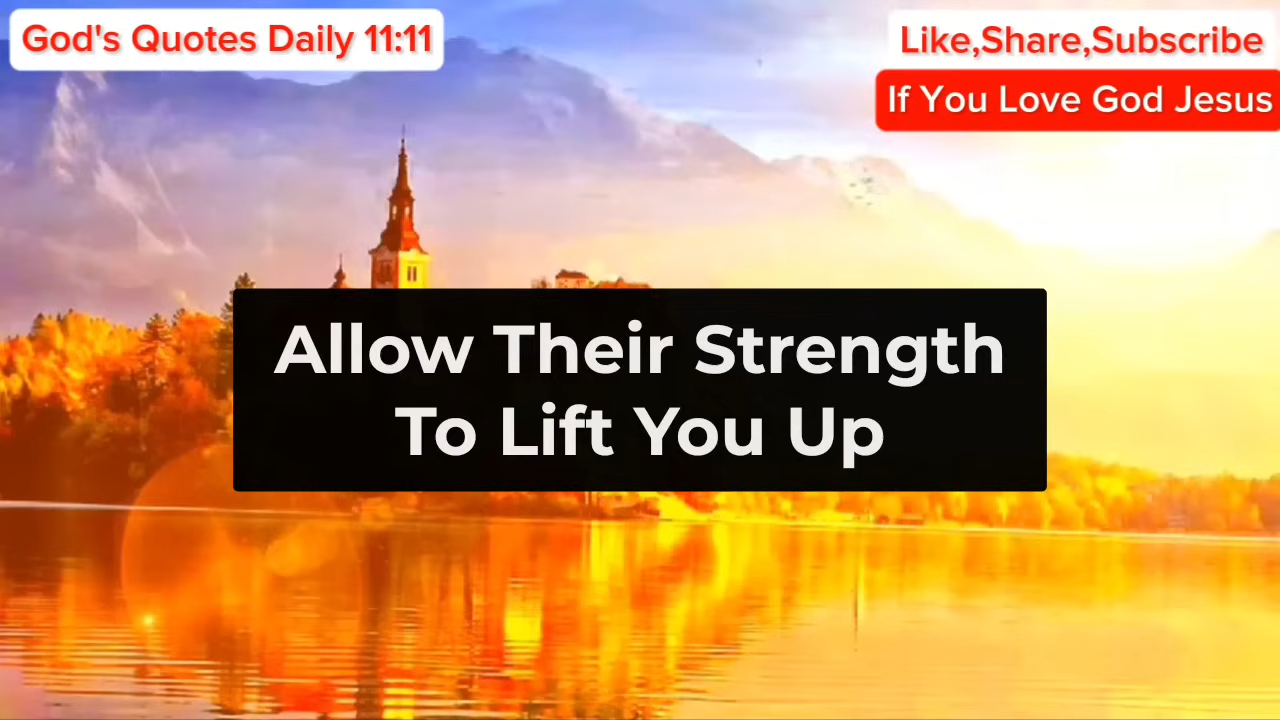 God's Quotes Daily 11:11
Like,Share,Subscribe
If You Love God Jesus
Allow Their Strength
To Lift You Up